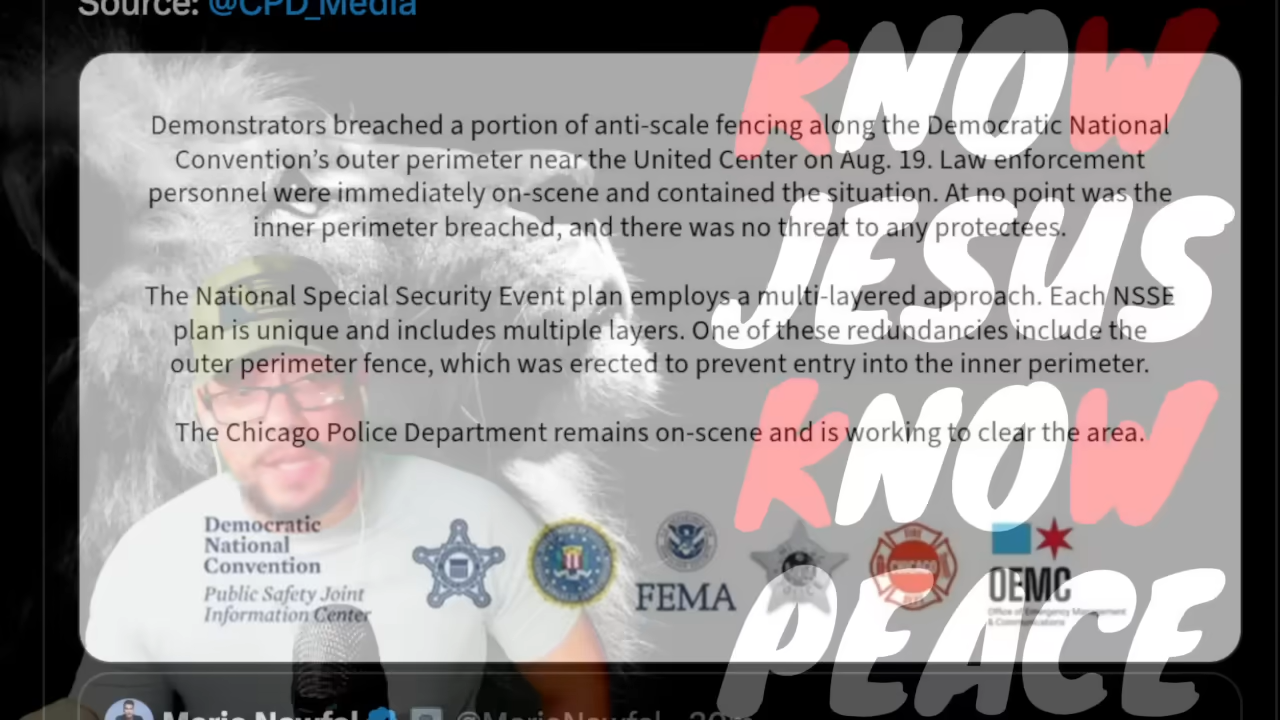 Source: @CPD_Media
KNOW
JESUS
KNOW
PEACE
Demonstrators breached a portion of anti-scale fencing along the Democratic National
Convention’s outer perimeter near the United Center on Aug. 19. Law enforcement
personnel were immediately on-scene and contained the situation. At no point was the
inner perimeter breached, and there was no threat to any protectees.
The National Special Security Event plan employs a multi-layered approach. Each NSSE
plan is unique and includes multiple layers. One of these redundancies include the
outer perimeter fence, which was erected to prevent entry into the inner perimeter.
The Chicago Police Department remains on-scene and is working to clear the area.
Democratic
National
Convention
Public Safety Joint
Information Center
FEMA
CHICAGO
OEMC
Office of Emergency Management
& Communications
Mario Nawfal @MarioNawfal